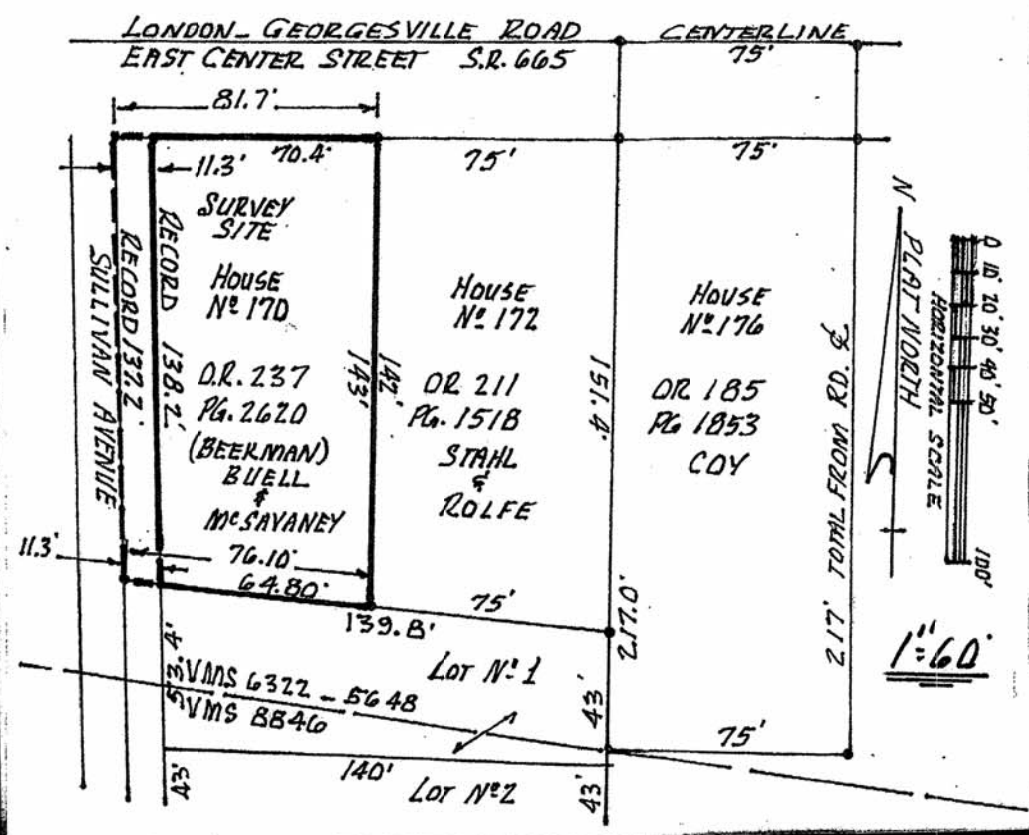 LONDON-GEORGESVILLE ROAD CENTERLINE
EAST CENTER STREET S.R. 665
75'
81.7'
70.4'
11.3'
75'
75'
SURVEY
SITE
HOUSE
Nº 170
O.R. 237
PG. 2620
(BEERMAN)
BUELL
&
McSAVANEY
RECORD 138.2'
RECORD 137.2'
SULLIVAN AVENUE
143'
142'
HOUSE
Nº 172
OR 211
PG. 1518
STAHL
&
ROLFE
151.4'
HOUSE
Nº 176
OR 185
PG 1853
COY
217' TOTAL FROM RD. ℄
N
PLAT NORTH
0 10' 20' 30' 40' 50' 100'
HORIZONTAL SCALE
1"=60'
11.3'
76.10'
64.80'
139.8'
75'
217.0'
LOT Nº 1
53.4'
VMS 6322 - 5648
VMS 8846
43'
75'
43'
140'
LOT Nº 2
43'